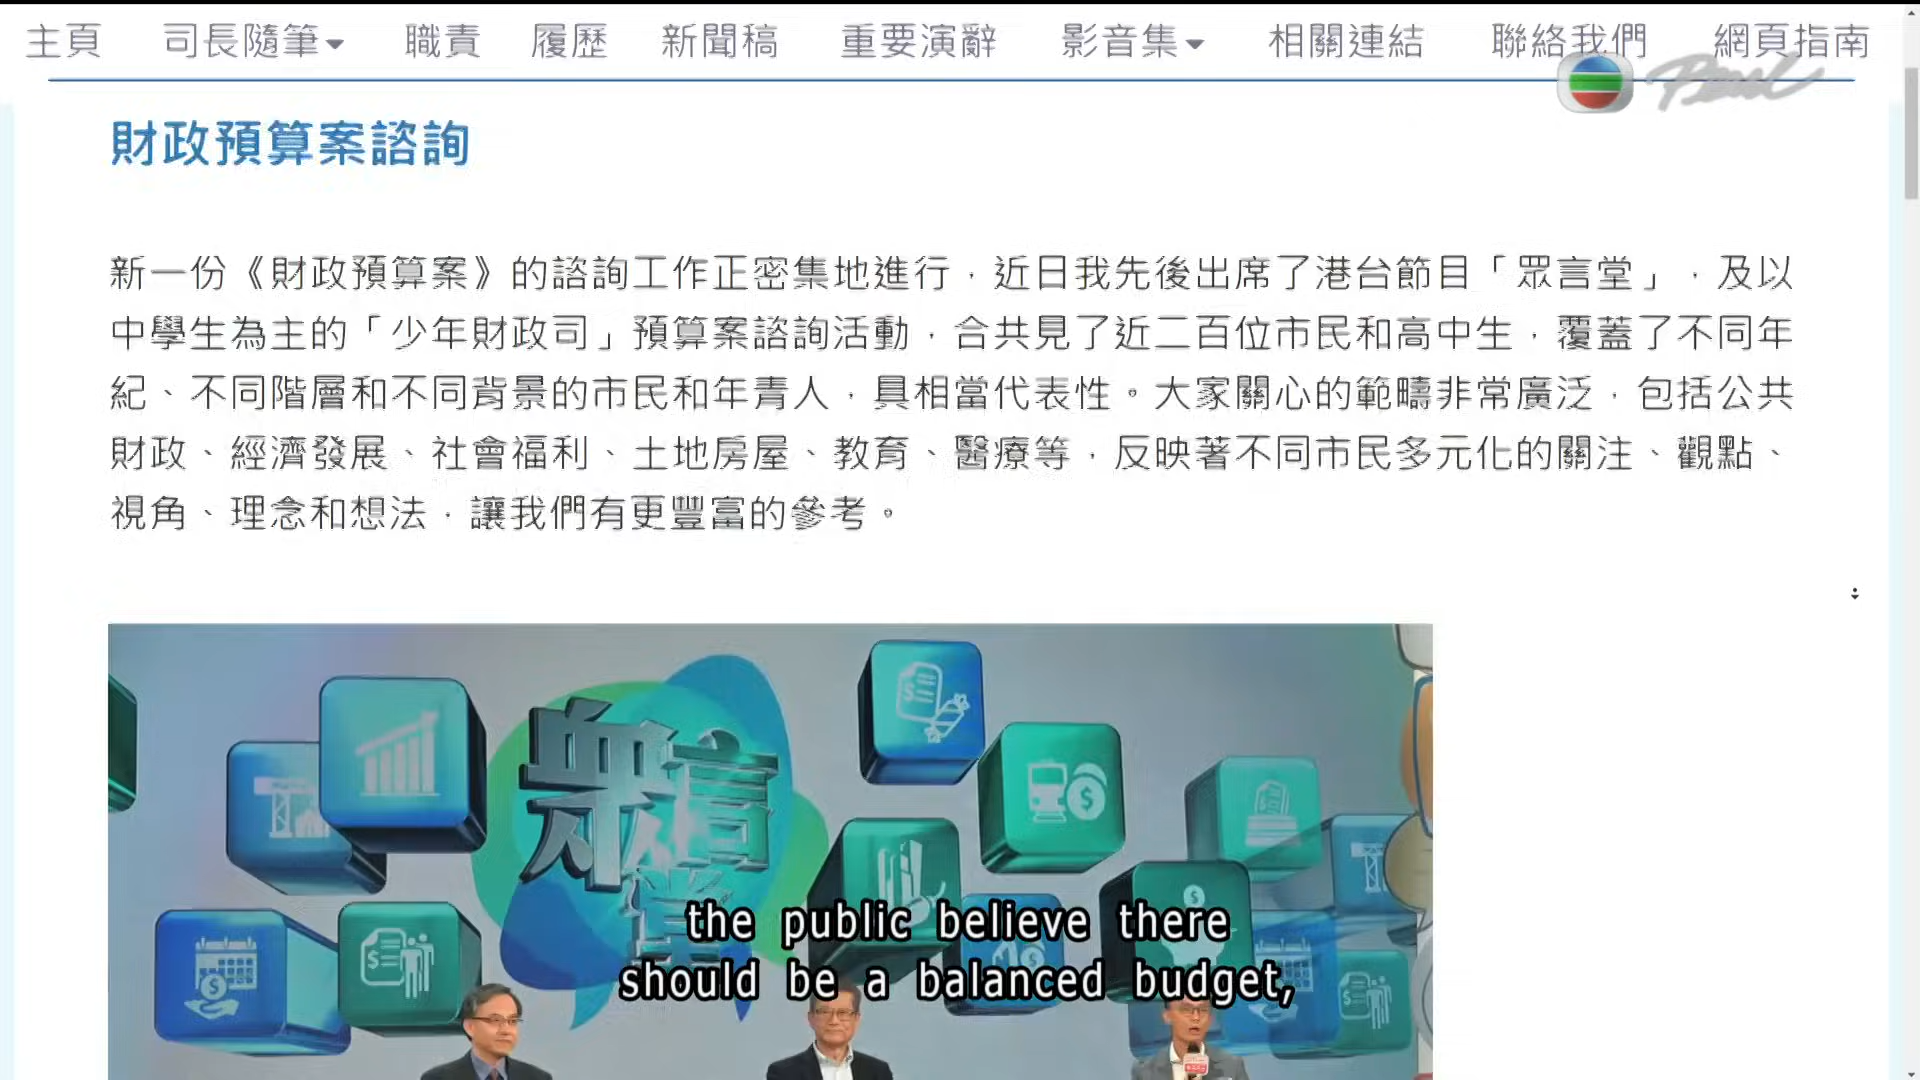 主頁 司長隨筆 職責 履歷 新聞稿 重要演辭 影音集 相關連結 聯絡我們 網頁指南
Pearl
財政預算案諮詢
新一份《財政預算案》的諮詢工作正密集地進行，近日我先後出席了港台節目「眾言堂」，及以
中學生為主的「少年財政司」預算案諮詢活動，合共見了近二百位市民和高中生，覆蓋了不同年
紀、不同階層和不同背景的市民和年青人，具相當代表性。大家關心的範疇非常廣泛，包括公共
財政、經濟發展、社會福利、土地房屋、教育、醫療等，反映著不同市民多元化的關注、觀點、
視角、理念和想法，讓我們有更豐富的參考。
眾言堂
the public believe there
should be a balanced budget,